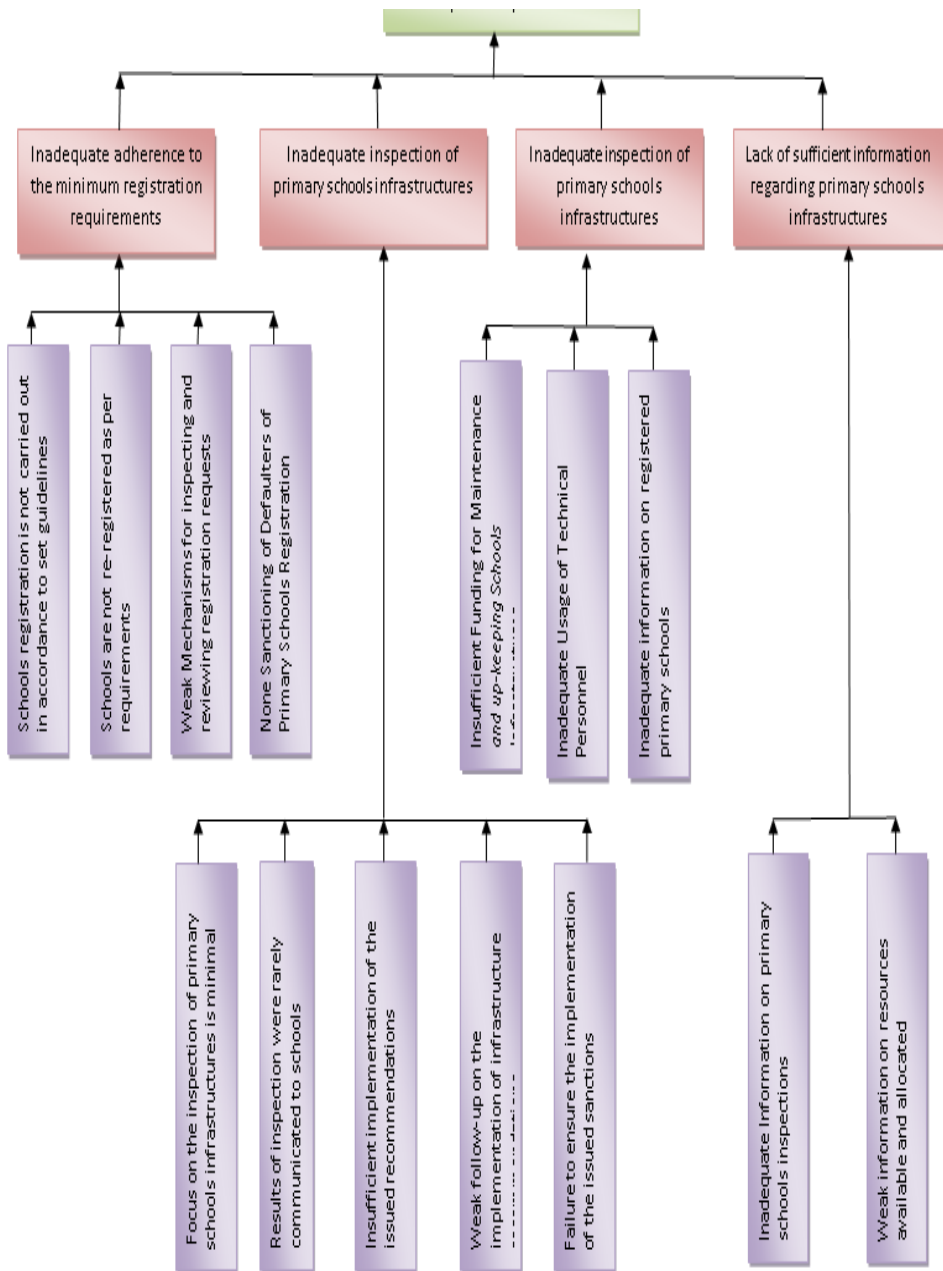 Inadequate adherence to
the minimum registration
requirements
Inadequate inspection of
primary schools infrastructures
Inadequate inspection of
primary schools
infrastructures
Lack of sufficient information
regarding primary schools
infrastructures
Schools registration is not carried out
in accordance to set guidelines
Schools are not re-registered as per
requirements
Weak Mechanisms for inspecting and
reviewing registration requests
None Sanctioning of Defaulters of
Primary Schools Registration
Insufficient Funding for Maintenance
and up-keeping Schools
Inadequate Usage of Technical
Personnel
Inadequate information on registered
primary schools
Focus on the inspection of primary
schools infrastructures is minimal
Results of inspection were rarely
communicated to schools
Insufficient implementation of the
issued recommendations
Weak follow-up on the
implementation of infrastructure
Failure to ensure the implementation
of the issued sanctions
Inadequate Information on primary
schools inspections
Weak information on resources
available and allocated